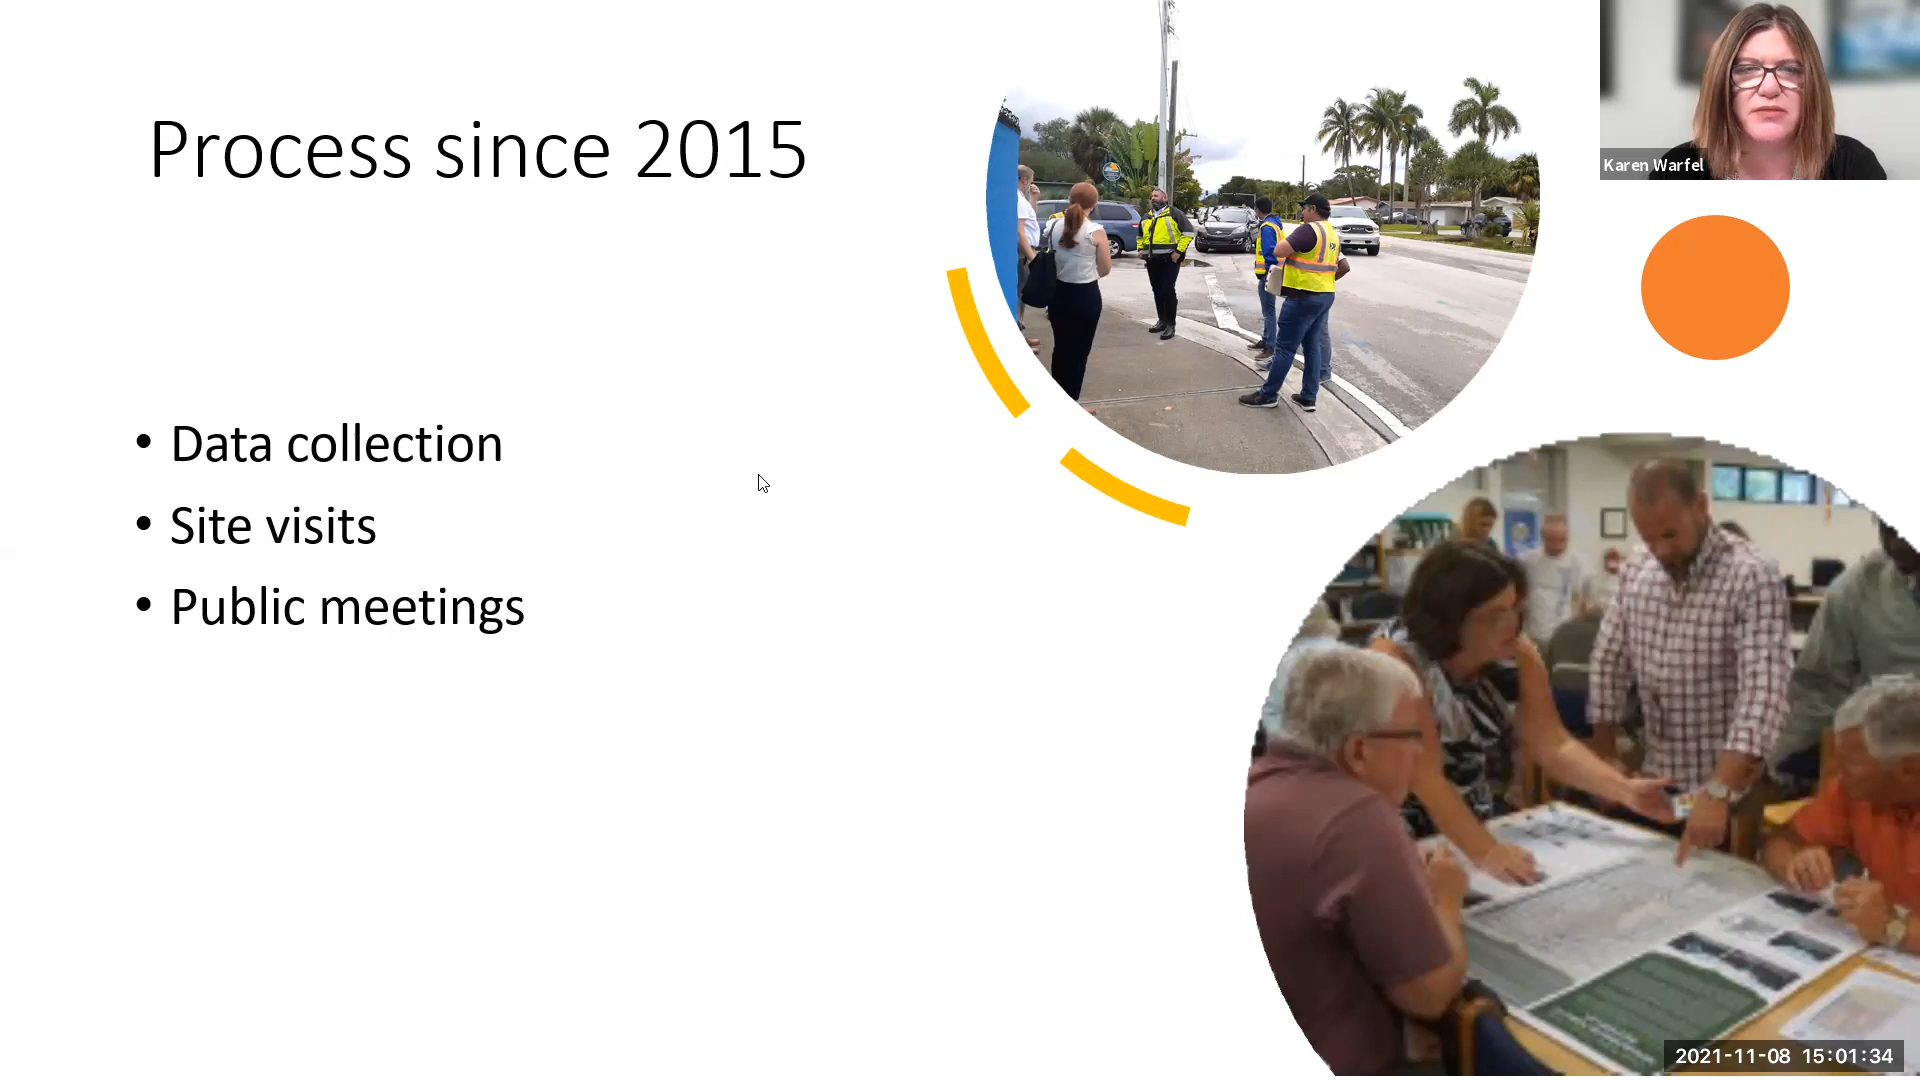 Process since 2015
Karen Warfel
• Data collection
• Site visits
• Public meetings
2021-11-08 15:01:34